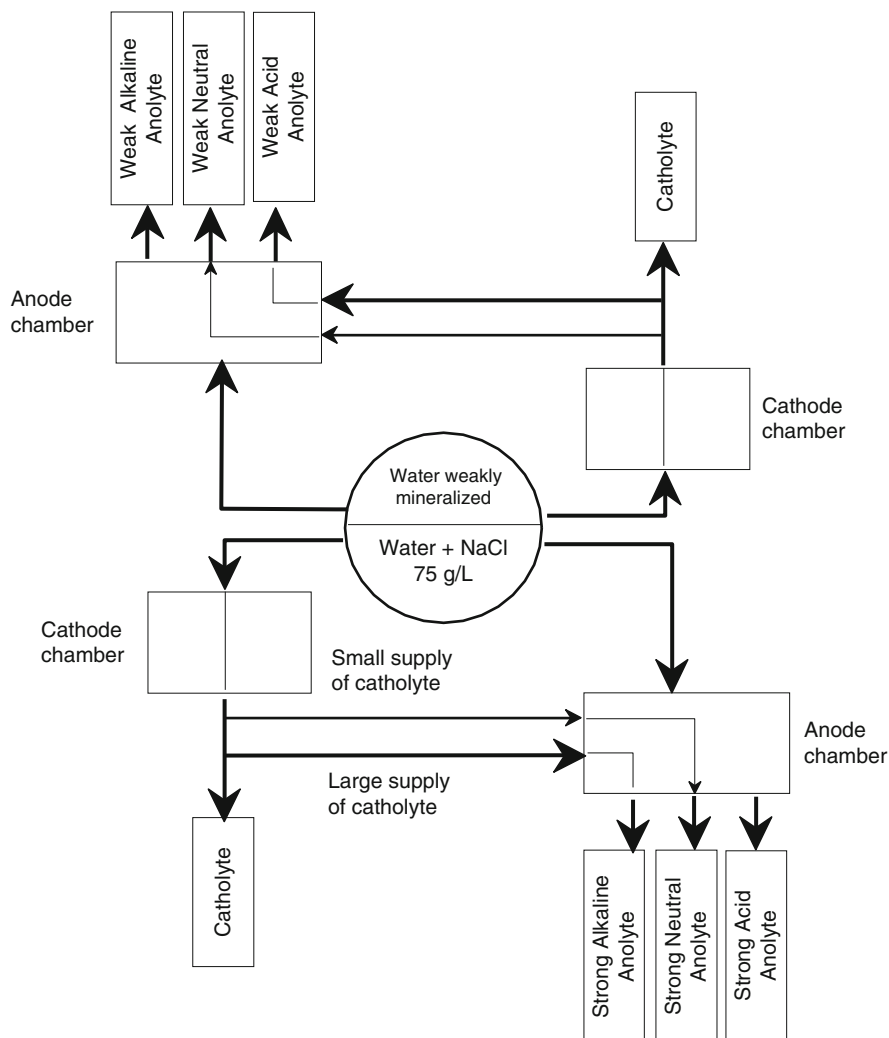 Weak Alkaline
Anolyte
Weak Neutral
Anolyte
Weak Acid
Anolyte
Catholyte
Anode
chamber
Cathode
chamber
Water weakly
mineralized
Water + NaCl
75 g/L
Cathode
chamber
Small supply
of catholyte
Anode
chamber
Large supply
of catholyte
Catholyte
Strong Alkaline
Anolyte
Strong Neutral
Anolyte
Strong Acid
Anolyte